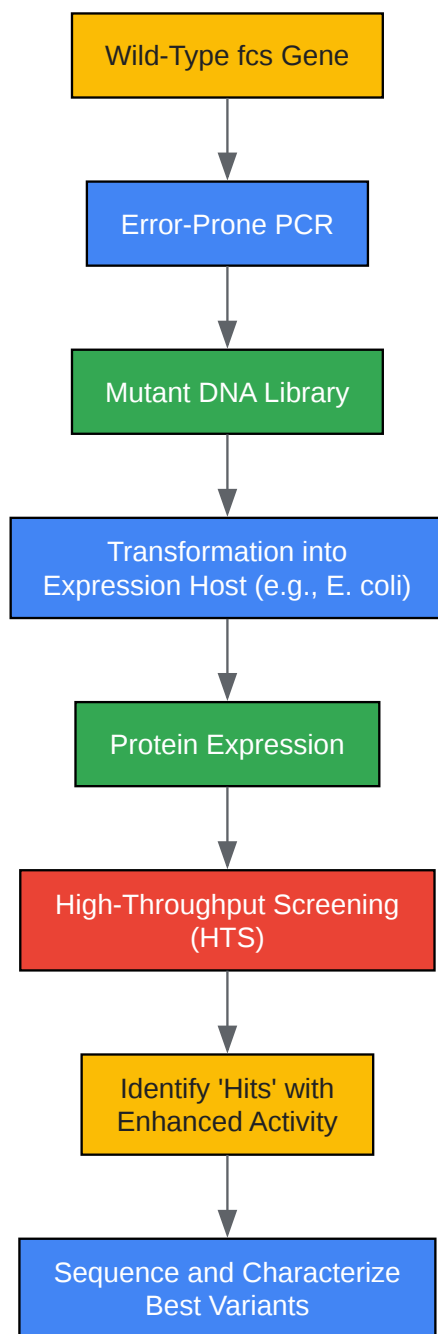 Wild-Type fcs Gene
Error-Prone PCR
Mutant DNA Library
Transformation into
Expression Host (e.g., E. coli)
Protein Expression
High-Throughput Screening
(HTS)
Identify 'Hits' with
Enhanced Activity
Sequence and Characterize
Best Variants